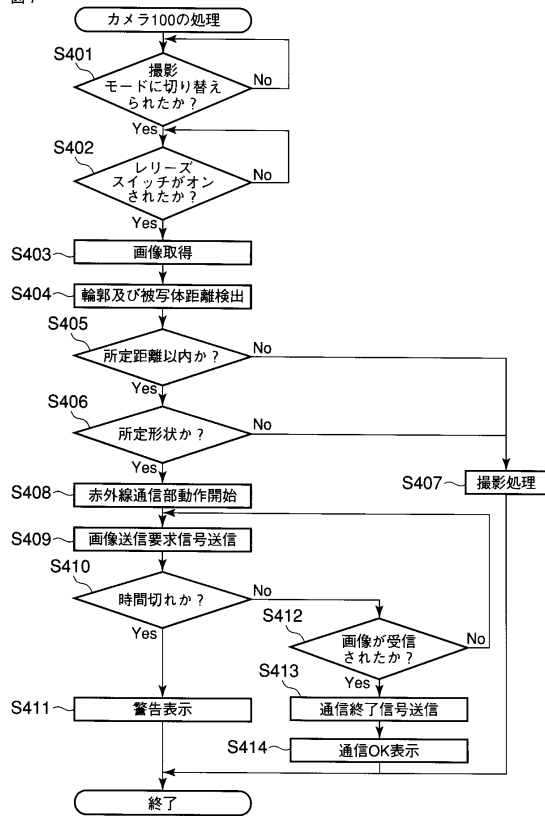 カメラ100の処理
S401
撮影
モードに切り替え
られたか?
No
Yes
S402
レリーズ
スイッチがオン
されたか?
No
Yes
S403
画像取得
S404
輪郭及び被写体距離検出
S405
所定距離以内か?
No
Yes
S406
所定形状か?
No
Yes
S407
撮影処理
S408
赤外線通信部動作開始
S409
画像送信要求信号送信
S410
時間切れか?
No
Yes
S412
画像が受信
されたか?
No
Yes
S411
警告表示
S413
通信終了信号送信
S414
通信OK表示
終了